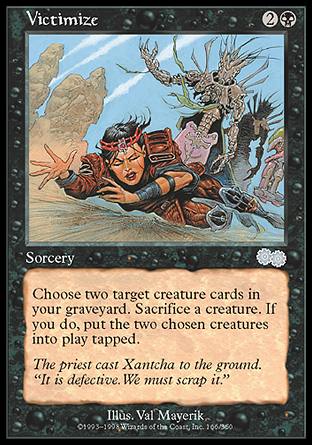 Victimize 2
Sorcery
Choose two target creature cards in
your graveyard. Sacrifice a creature. If
you do, put the two chosen creatures
into play tapped.
The priest cast Xantcha to the ground.
“It is defective. We must scrap it.”
Illus. Val Mayerik
©1993–1998 Wizards of the Coast, Inc. 166/350